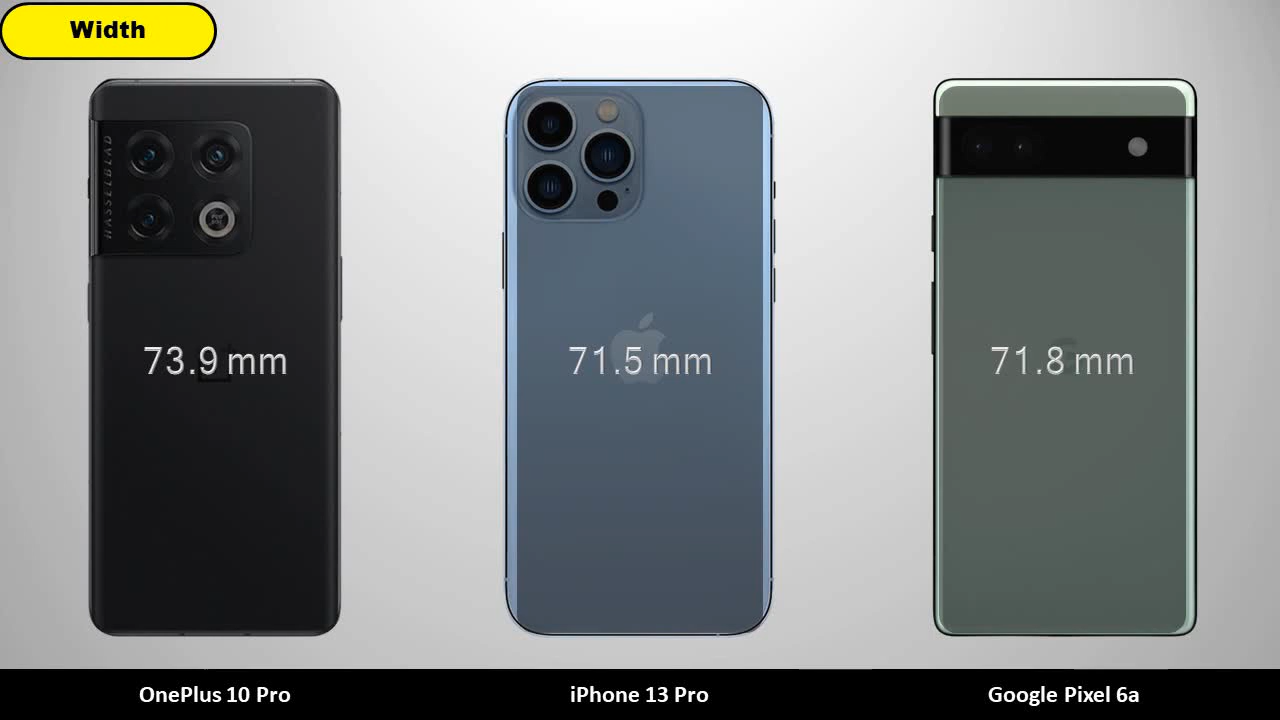 Width
HASSELBLAD
73.9 mm
71.5 mm
71.8 mm
OnePlus 10 Pro
iPhone 13 Pro
Google Pixel 6a